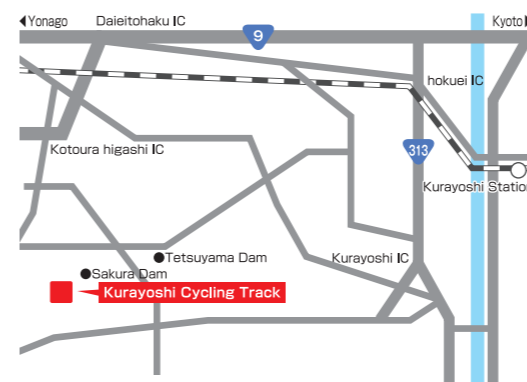 Yonago
Daieitohaku IC
Kyoto
9
hokuei IC
Kotoura higashi IC
313
Kurayoshi Station
Tetsuyama Dam
Kurayoshi IC
Sakura Dam
Kurayoshi Cycling Track